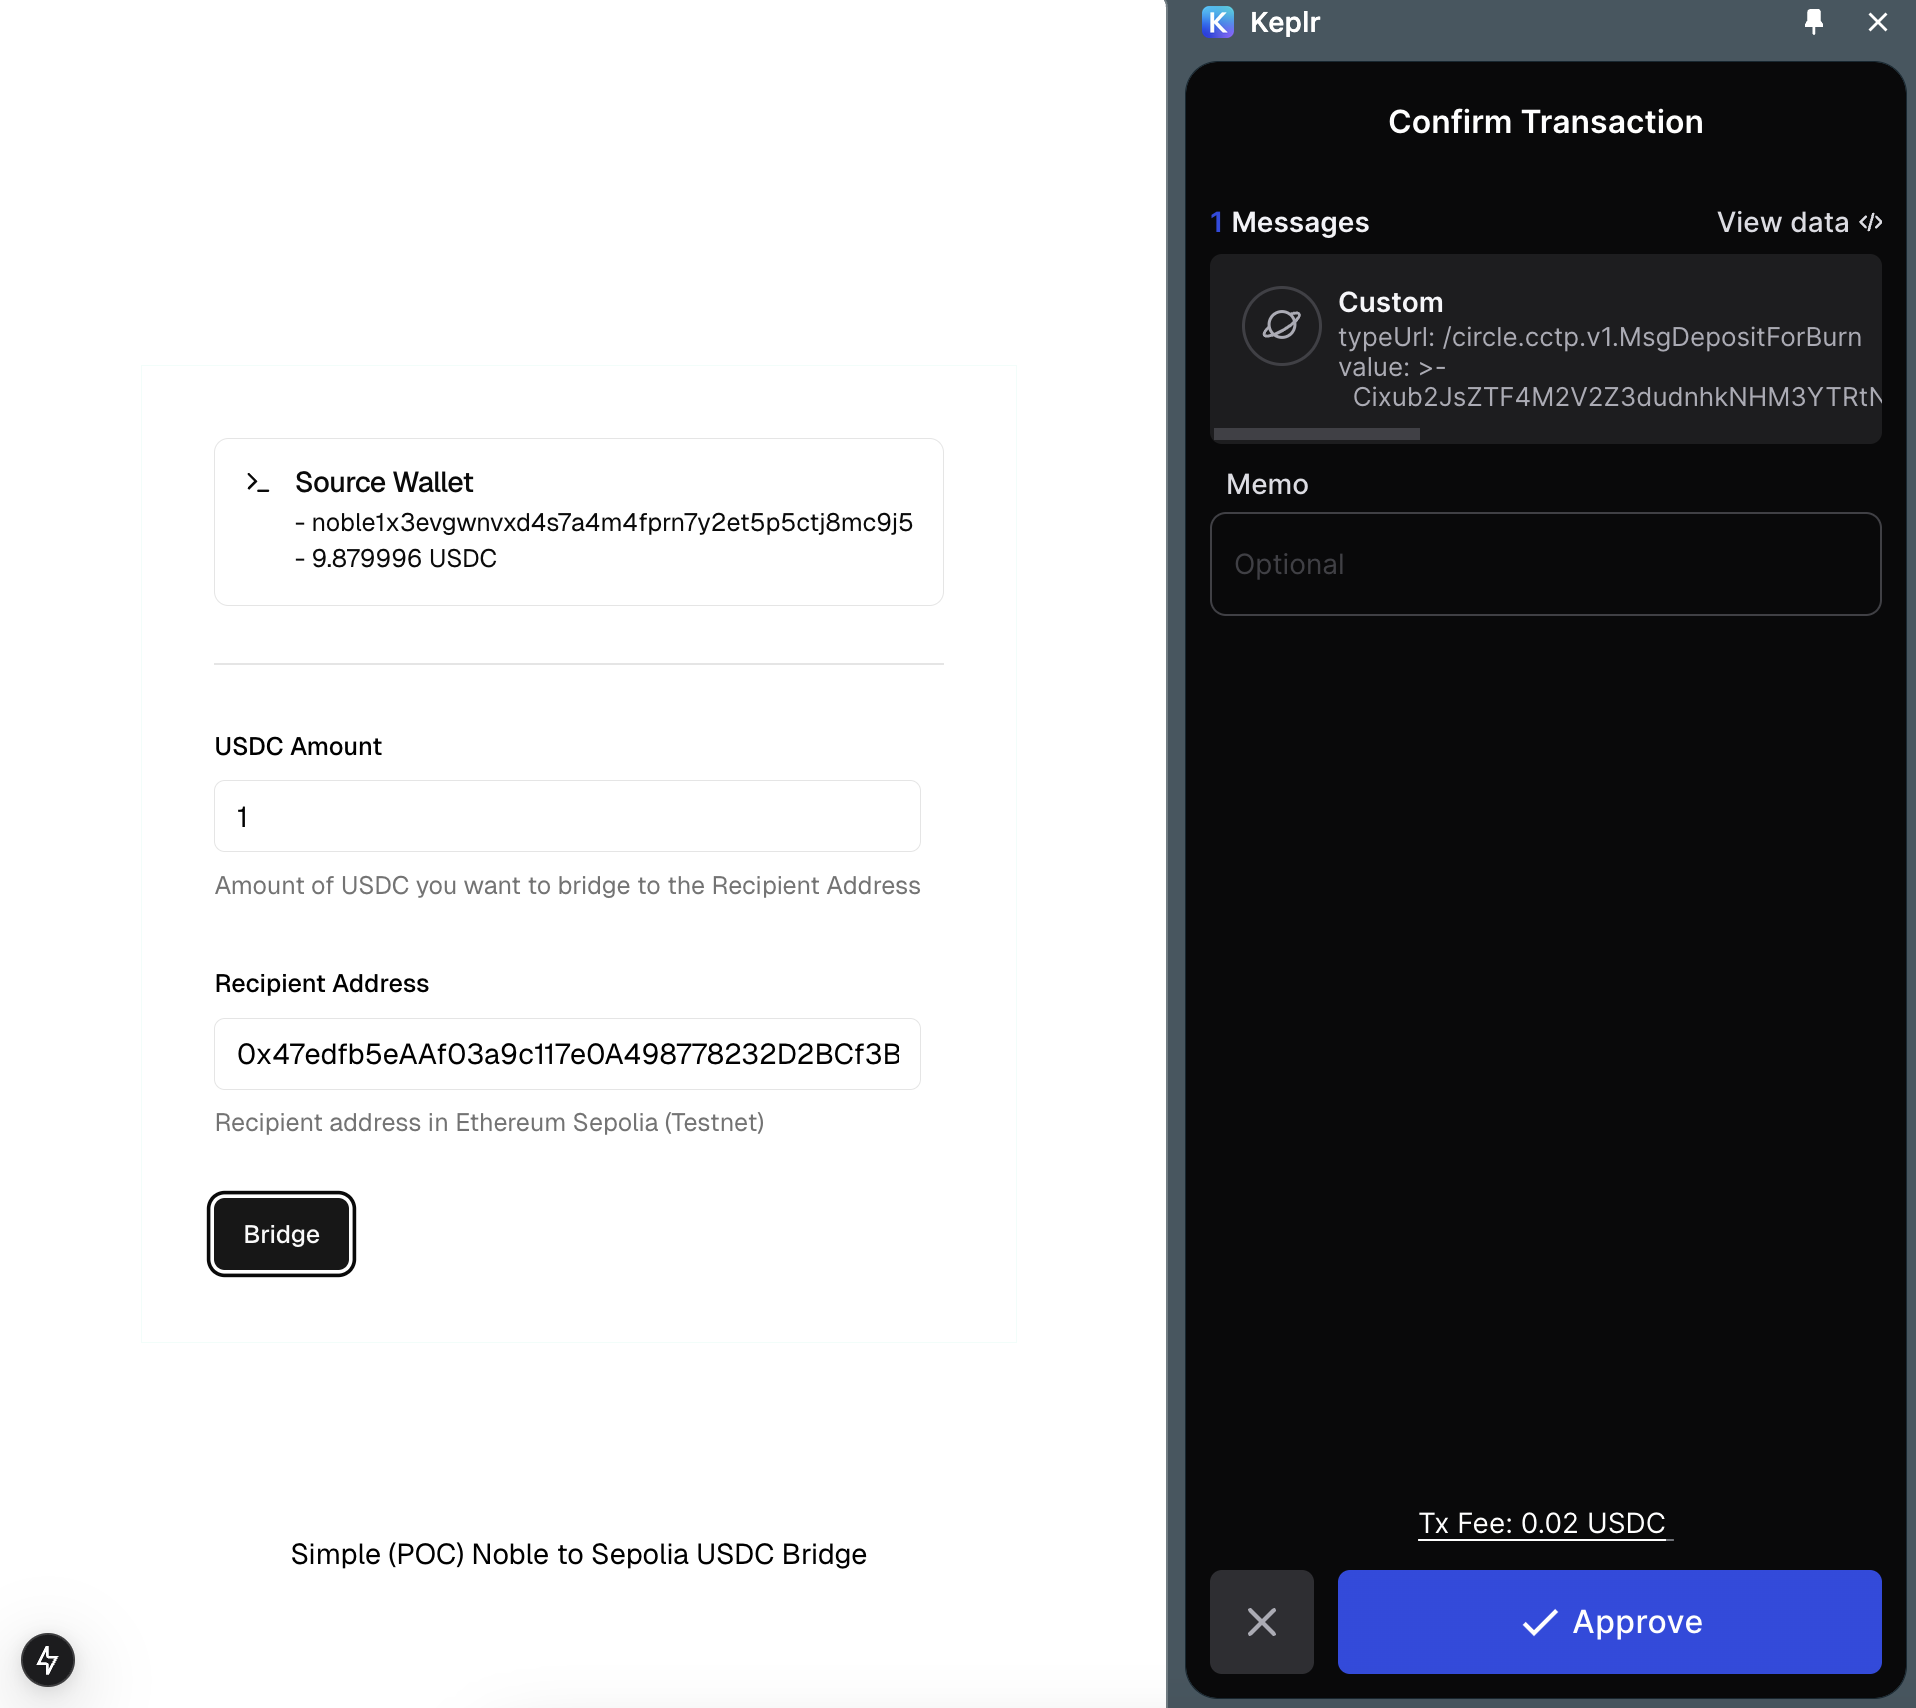 >_ Source Wallet
- noble1x3evgwnvxd4s7a4m4fprn7y2et5p5ctj8mc9j5
- 9.879996 USDC
USDC Amount
1
Amount of USDC you want to bridge to the Recipient Address
Recipient Address
0x47edfb5eAAf03a9c117e0A498778232D2BCf3B
Recipient address in Ethereum Sepolia (Testnet)
Bridge
Simple (POC) Noble to Sepolia USDC Bridge
K Keplr
Confirm Transaction
1 Messages
View data </>
Custom
typeUrl: /circle.cctp.v1.MsgDepositForBurn
value: >-
Cixub2JsZTF4M2V2Z3dudnhkNHM3YTRtN
Memo
Optional
Tx Fee: 0.02 USDC
Approve